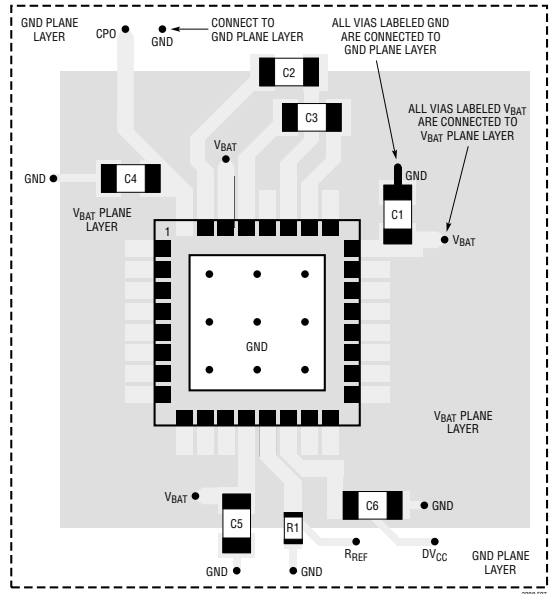 GND PLANE
LAYER
CPO
GND
CONNECT TO
GND PLANE LAYER
ALL VIAS LABELED GND
ARE CONNECTED TO
GND PLANE LAYER
C2
C3
ALL VIAS LABELED VBAT
ARE CONNECTED TO
VBAT PLANE LAYER
VBAT
GND
C4
GND
C1
VBAT PLANE
LAYER
1
VBAT
GND
VBAT PLANE
LAYER
VBAT
C5
R1
C6
GND
RREF
DVCC
GND PLANE
LAYER
GND
GND